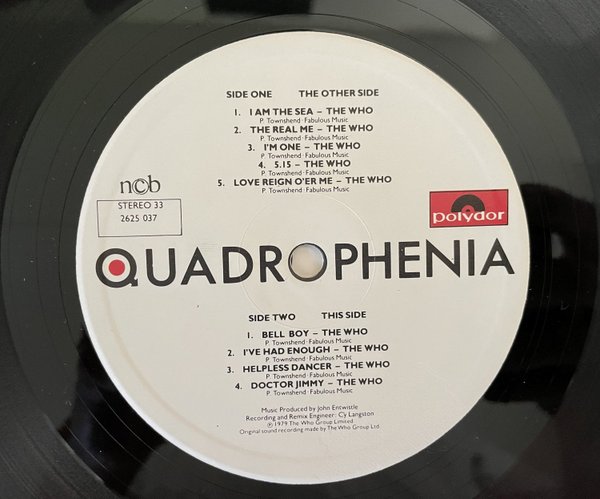 SIDE ONE THE OTHER SIDE
1. I AM THE SEA – THE WHO
P. Townshend·Fabulous Music
2. THE REAL ME – THE WHO
P. Townshend·Fabulous Music
3. I'M ONE – THE WHO
P. Townshend·Fabulous Music
4. 5.15 – THE WHO
P. Townshend·Fabulous Music
5. LOVE REIGN O'ER ME – THE WHO
P. Townshend·Fabulous Music
n©b
STEREO 33
2625 037
polydor
QUADROPHENIA
SIDE TWO THIS SIDE
1. BELL BOY – THE WHO
P. Townshend·Fabulous Music
2. I'VE HAD ENOUGH – THE WHO
P. Townshend·Fabulous Music
3. HELPLESS DANCER – THE WHO
P. Townshend·Fabulous Music
4. DOCTOR JIMMY – THE WHO
P. Townshend·Fabulous Music
Music Produced by John Entwistle
Recording and Remix Engineer: Cy Langston
℗ 1979 The Who Group Limited
Original sound recording made by The Who Group Ltd.